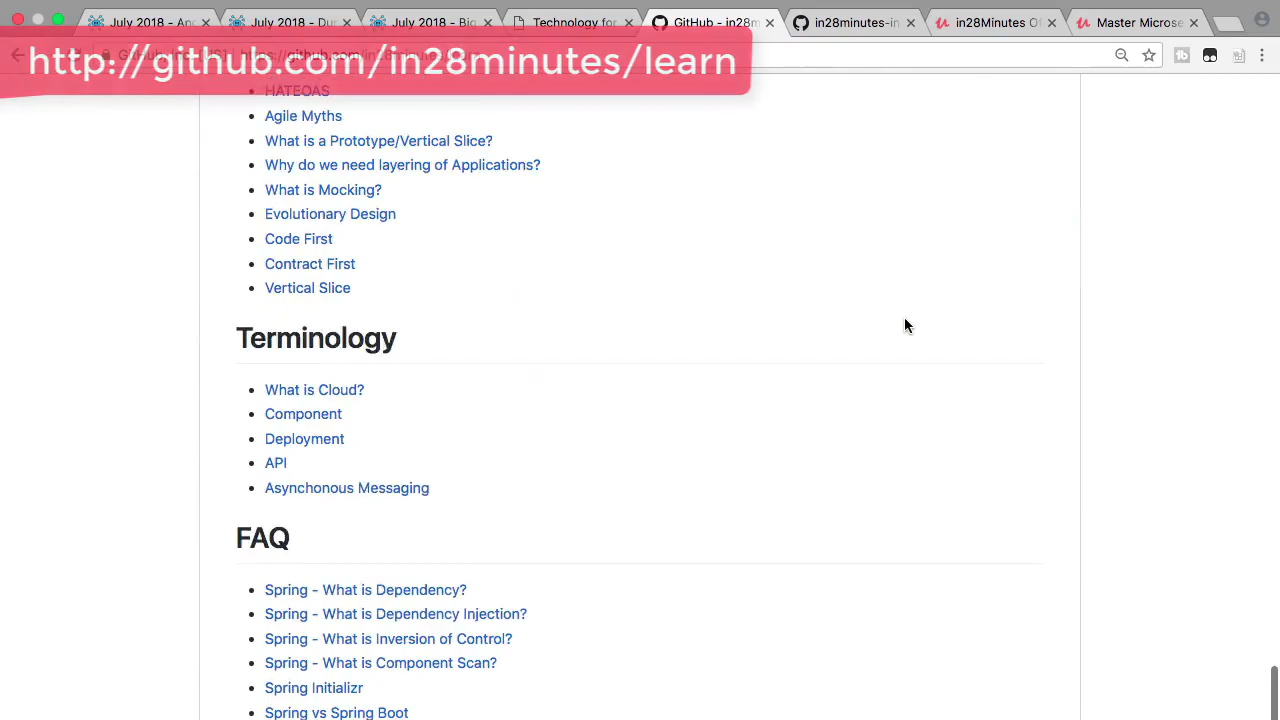 July 2018 - An
July 2018 - Du
July 2018 - Big
Technology for
GitHub - in28m
in28minutes-in
in28Minutes Of
Master Microse
http://github.com/in28minutes/learn
HATEOAS
Agile Myths
What is a Prototype/Vertical Slice?
Why do we need layering of Applications?
What is Mocking?
Evolutionary Design
Code First
Contract First
Vertical Slice
Terminology
What is Cloud?
Component
Deployment
API
Asynchonous Messaging
FAQ
Spring - What is Dependency?
Spring - What is Dependency Injection?
Spring - What is Inversion of Control?
Spring - What is Component Scan?
Spring Initializr
Spring vs Spring Boot